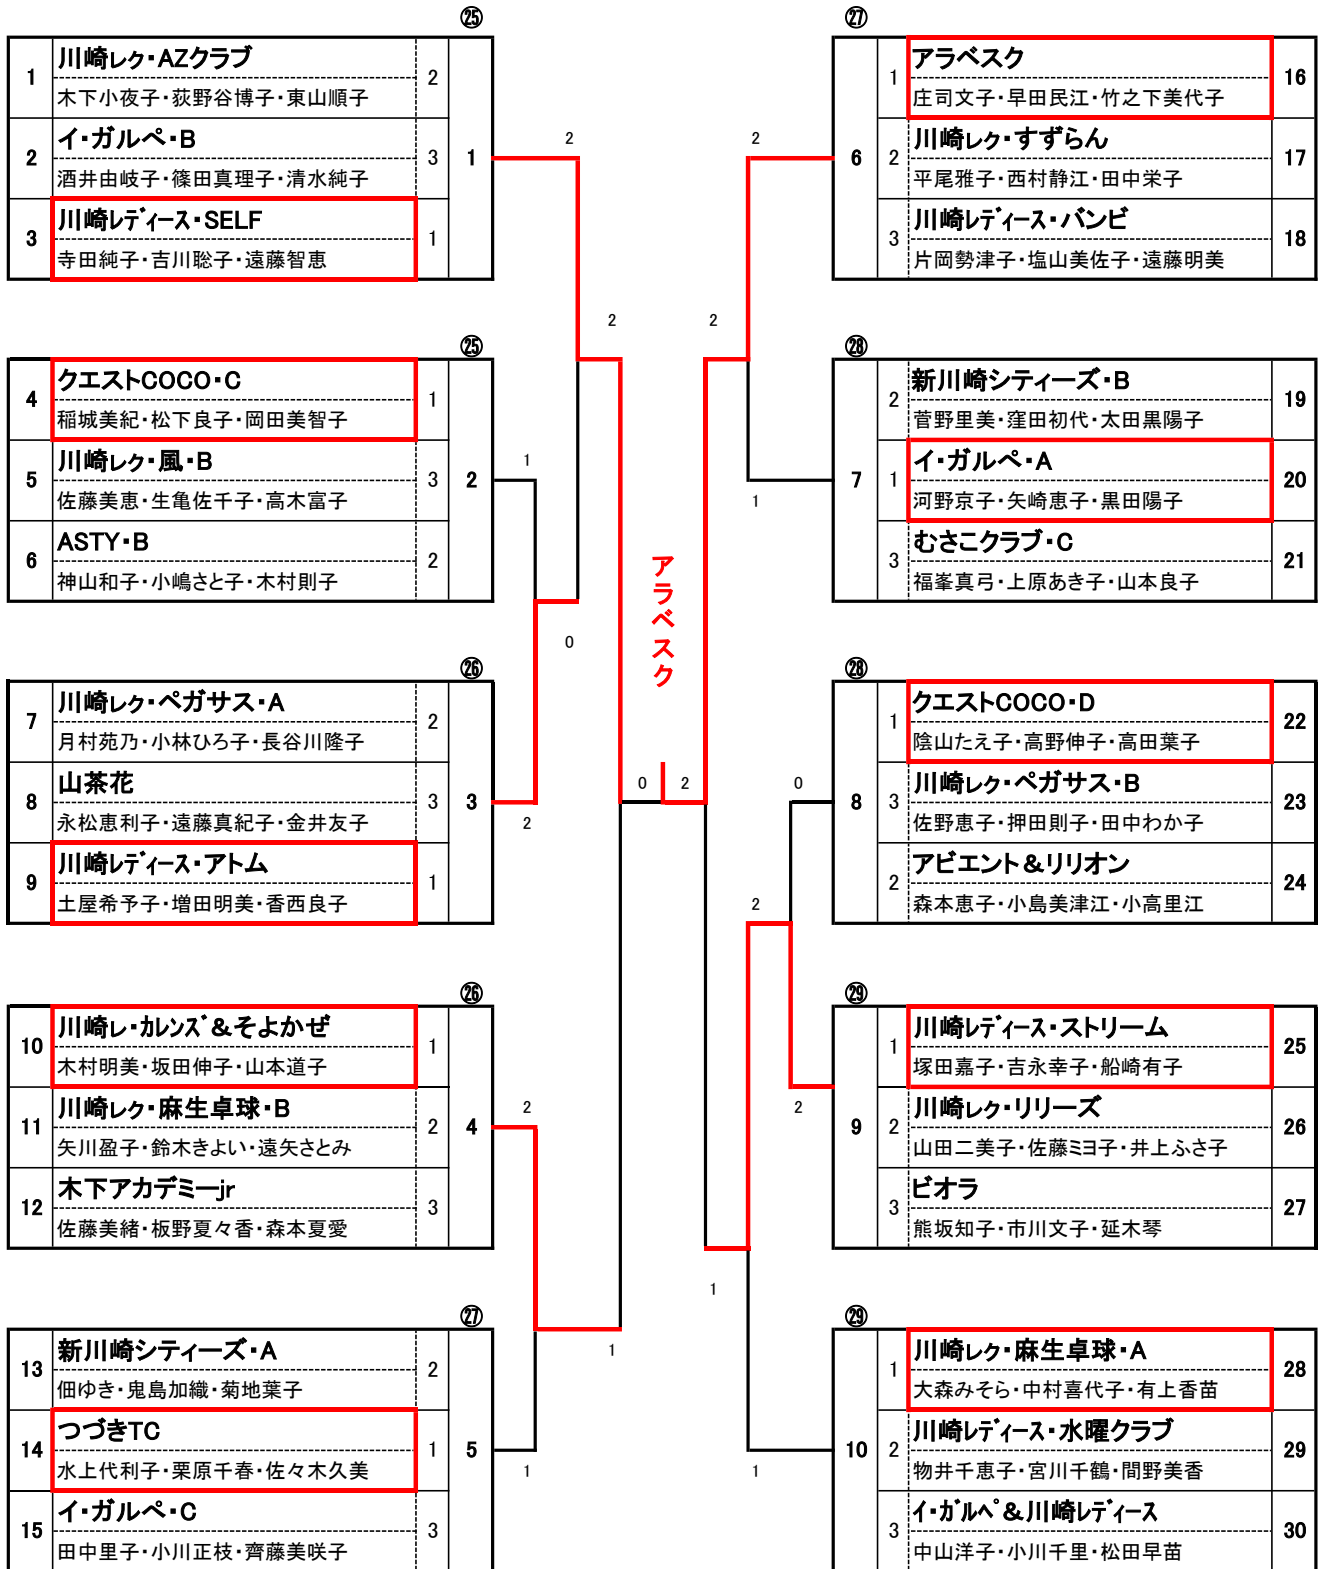 ㉕
1
川崎レク・AZクラブ
2
木下小夜子・荻野谷博子・東山順子
2
イ・ガルペ・B
3
酒井由岐子・篠田真理子・清水純子
1
3
川崎レディース・SELF
1
寺田純子・吉川聡子・遠藤智恵
㉕
4
クエストCOCO・C
1
稲城美紀・松下良子・岡田美智子
5
川崎レク・風・B
3
佐藤美恵・生亀佐千子・高木富子
2
6
ASTY・B
2
神山和子・小嶋さと子・木村則子
㉖
7
川崎レク・ペガサス・A
2
月村苑乃・小林ひろ子・長谷川隆子
8
山茶花
3
永松恵利子・遠藤真紀子・金井友子
3
9
川崎レディース・アトム
1
土屋希予子・増田明美・香西良子
㉖
10
川崎レ・カレンズ&そよかぜ
1
木村明美・坂田伸子・山本道子
11
川崎レク・麻生卓球・B
2
矢川盈子・鈴木きよい・遠矢さとみ
4
12
木下アカデミーjr
3
佐藤美緒・板野夏々香・森本夏愛
㉗
13
新川崎シティーズ・A
2
佃ゆき・鬼島加織・菊地葉子
14
つづきTC
1
水上代利子・栗原千春・佐々木久美
5
15
イ・ガルペ・C
3
田中里子・小川正枝・齊藤美咲子
2
2
1
0
2
2
1
1
0
アラベスク
2
2
2
1
0
2
2
1
1
㉗
1
アラベスク
16
庄司文子・早田民江・竹之下美代子
6
2
川崎レク・すずらん
17
平尾雅子・西村静江・田中栄子
3
川崎レディース・バンビ
18
片岡勢津子・塩山美佐子・遠藤明美
㉘
2
新川崎シティーズ・B
19
菅野里美・窪田初代・太田黒陽子
7
1
イ・ガルペ・A
20
河野京子・矢崎恵子・黒田陽子
3
むさこクラブ・C
21
福峯真弓・上原あき子・山本良子
㉘
1
クエストCOCO・D
22
陰山たえ子・高野伸子・高田葉子
8
3
川崎レク・ペガサス・B
23
佐野恵子・押田則子・田中わか子
2
アビエント&リリオン
24
森本恵子・小島美津江・小高里江
㉙
1
川崎レディース・ストリーム
25
塚田嘉子・吉永幸子・船崎有子
9
2
川崎レク・リリーズ
26
山田二美子・佐藤ミヨ子・井上ふさ子
3
ビオラ
27
熊坂知子・市川文子・延木琴
㉙
1
川崎レク・麻生卓球・A
28
大森みそら・中村喜代子・有上香苗
10
2
川崎レディース・水曜クラブ
29
物井千恵子・宮川千鶴・間野美香
3
イ・ガルペ&川崎レディース
30
中山洋子・小川千里・松田早苗